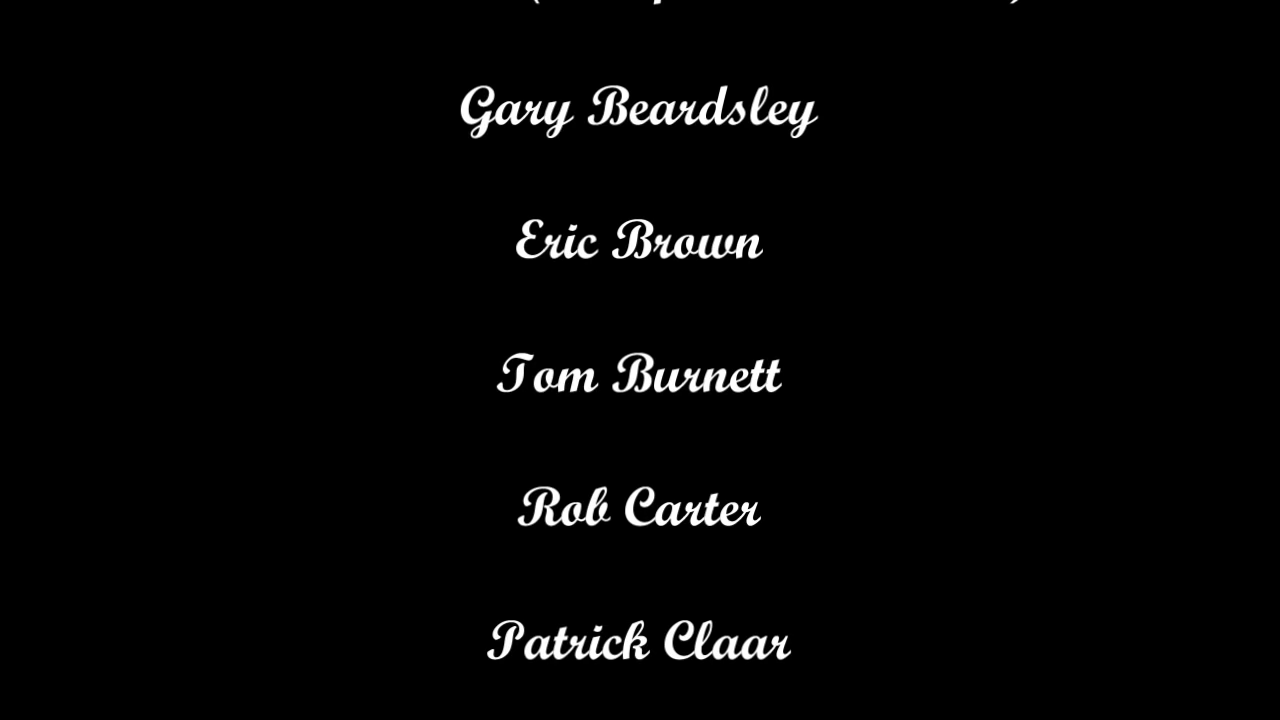 Gary Beardsley
Eric Brown
Tom Burnett
Rob Carter
Patrick Claar